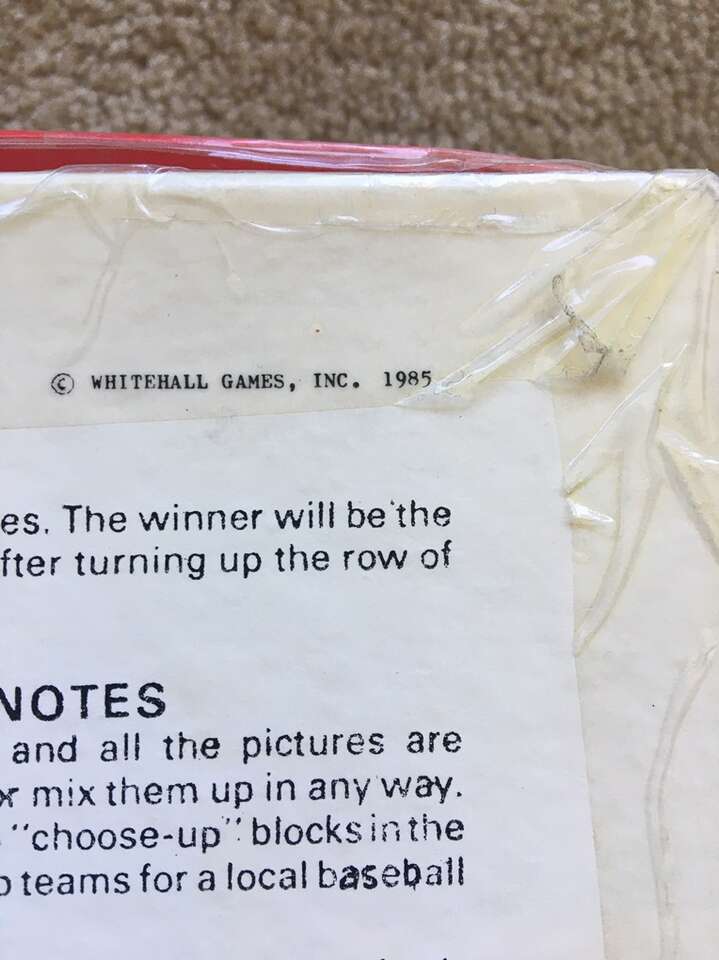 © WHITEHALL GAMES, INC. 1985
es. The winner will be the
fter turning up the row of
NOTES
and all the pictures are
r mix them up in any way.
"choose-up" blocks in the
o teams for a local baseball